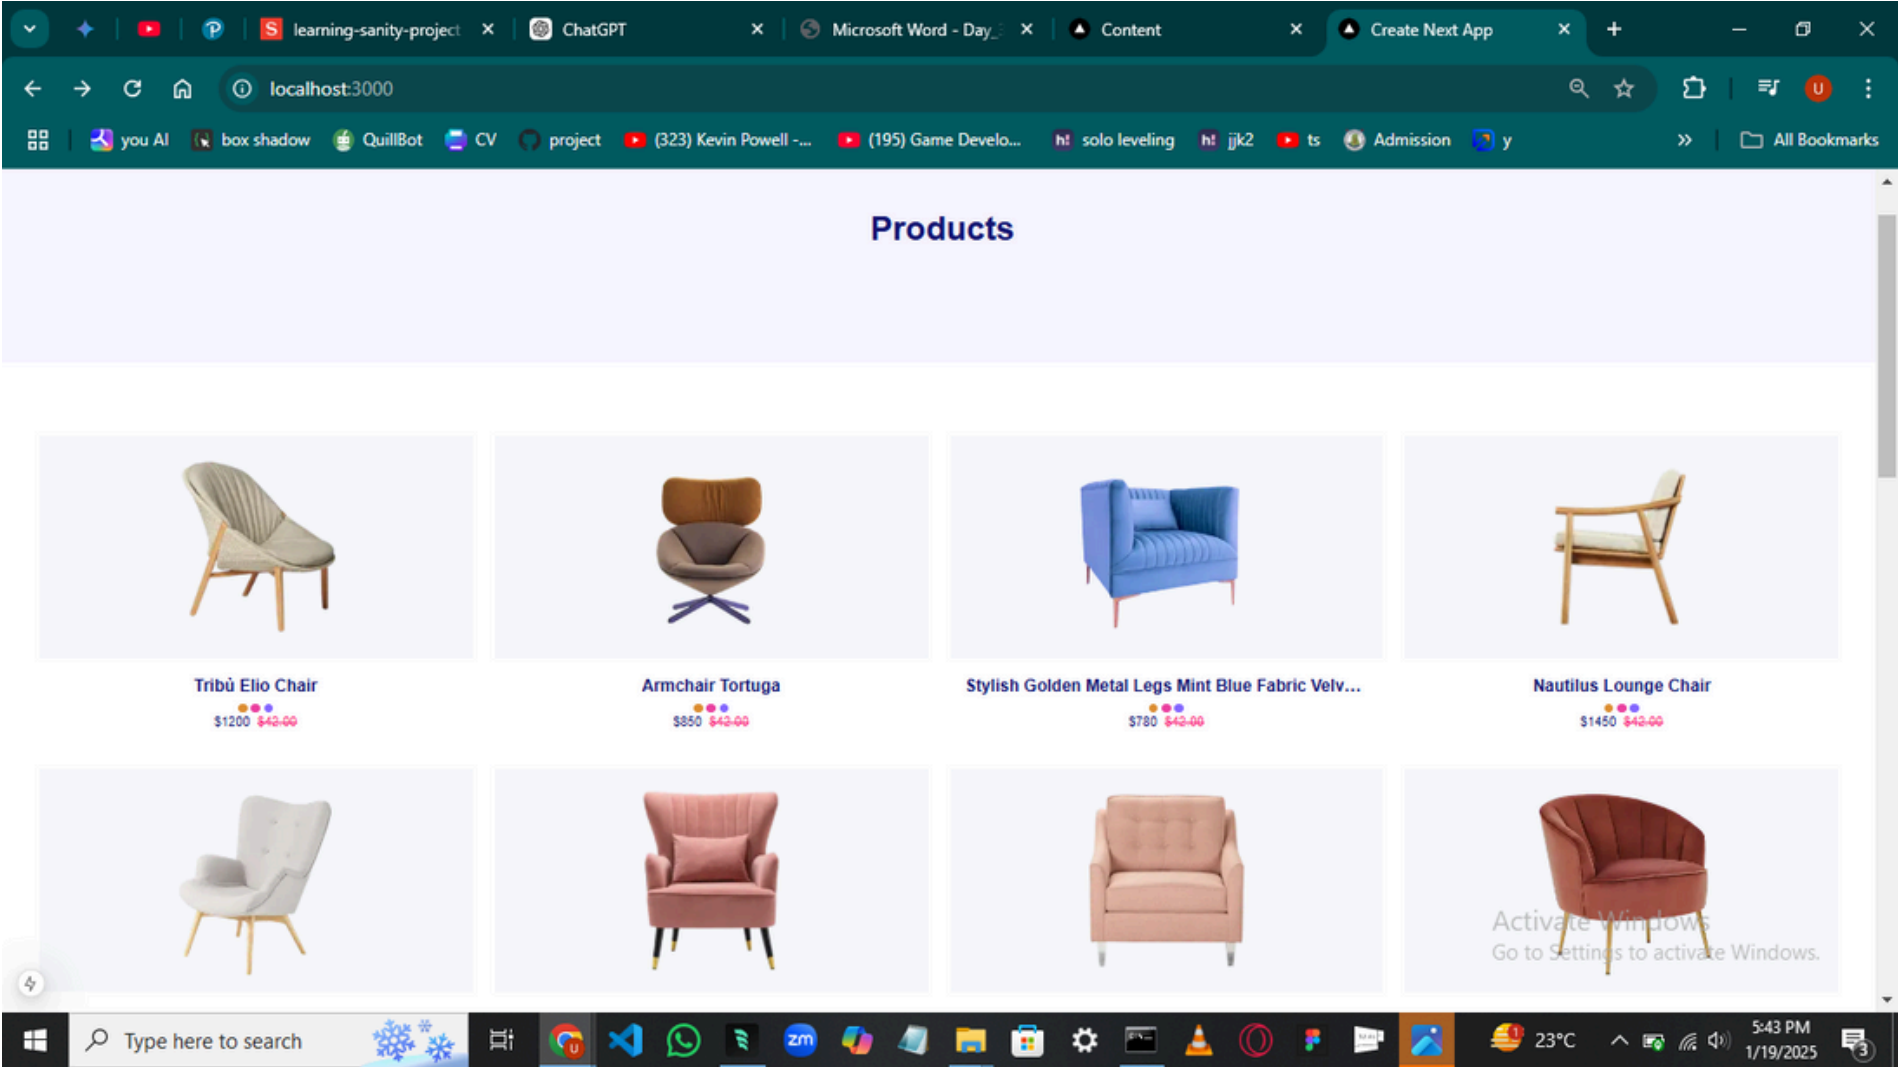 learning-sanity-project
ChatGPT
Microsoft Word - Day_
Content
Create Next App
localhost:3000
you AI
box shadow
QuillBot
CV
project
(323) Kevin Powell -...
(195) Game Develo...
h!
solo leveling
h!
jjk2
ts
Admission
y
All Bookmarks
Products
Tribù Elio Chair
$1200 $42.00
Armchair Tortuga
$850 $42.00
Stylish Golden Metal Legs Mint Blue Fabric Velv...
$780 $42.00
Nautilus Lounge Chair
$1450 $42.00
Activate Windows
Go to Settings to activate Windows.
Type here to search
zm
23°C
5:43 PM
1/19/2025
3